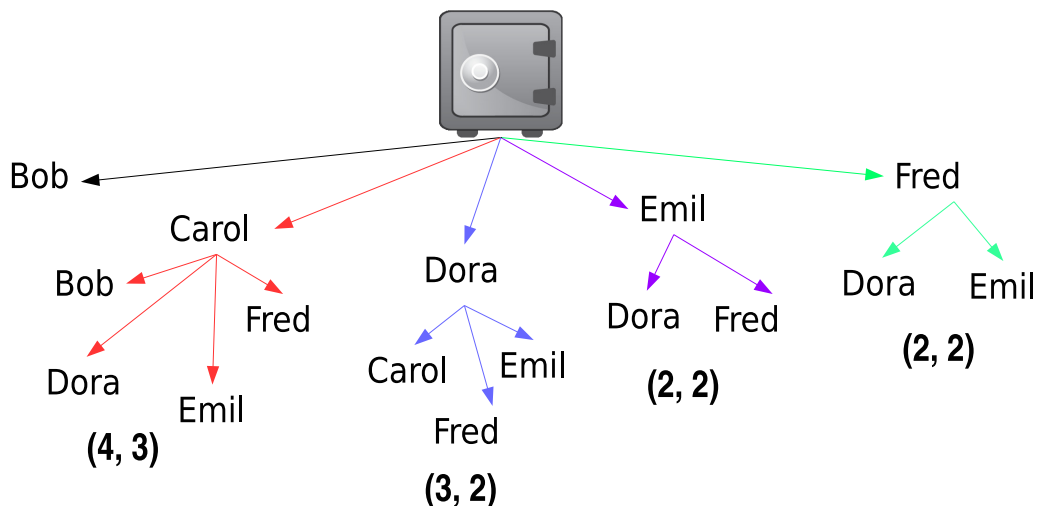 Bob
Carol
Bob
Dora
Emil
Fred
(4, 3)
Dora
Carol
Fred
Emil
(3, 2)
Emil
Dora
Fred
(2, 2)
Fred
Dora
Emil
(2, 2)